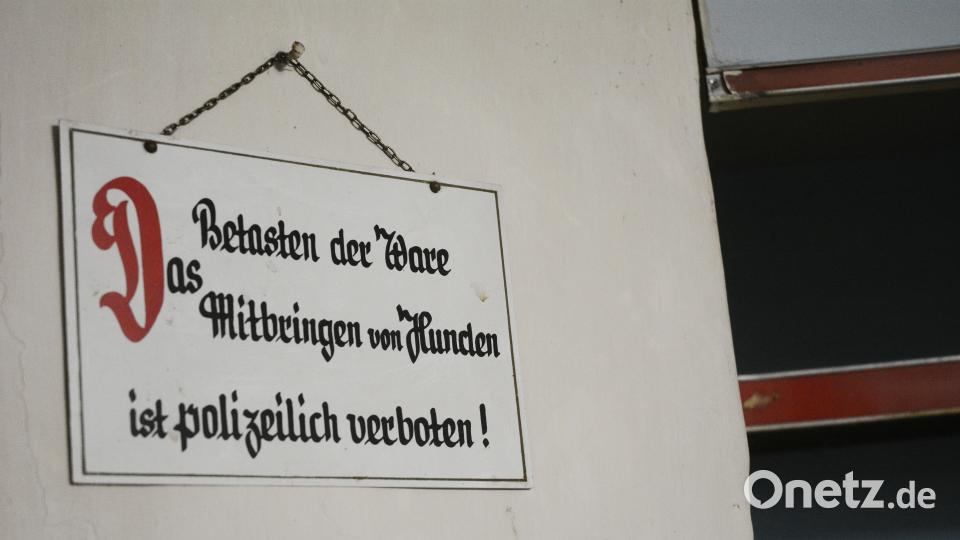 Betasten der Ware
Das
Mitbringen von Hunden
ist polizeilich verboten!
Onetz.de